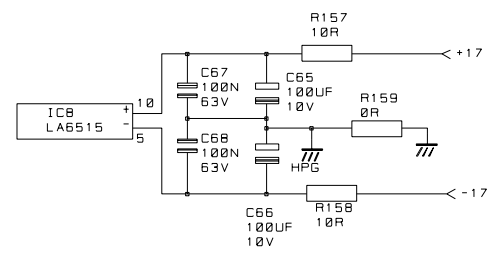 R157
10R
+17
C67
100N
63V
C65
100UF
10V
10
+
IC8
LA6515
-
5
R159
0R
C68
100N
63V
HPG
-17
R158
10R
C66
100UF
10V